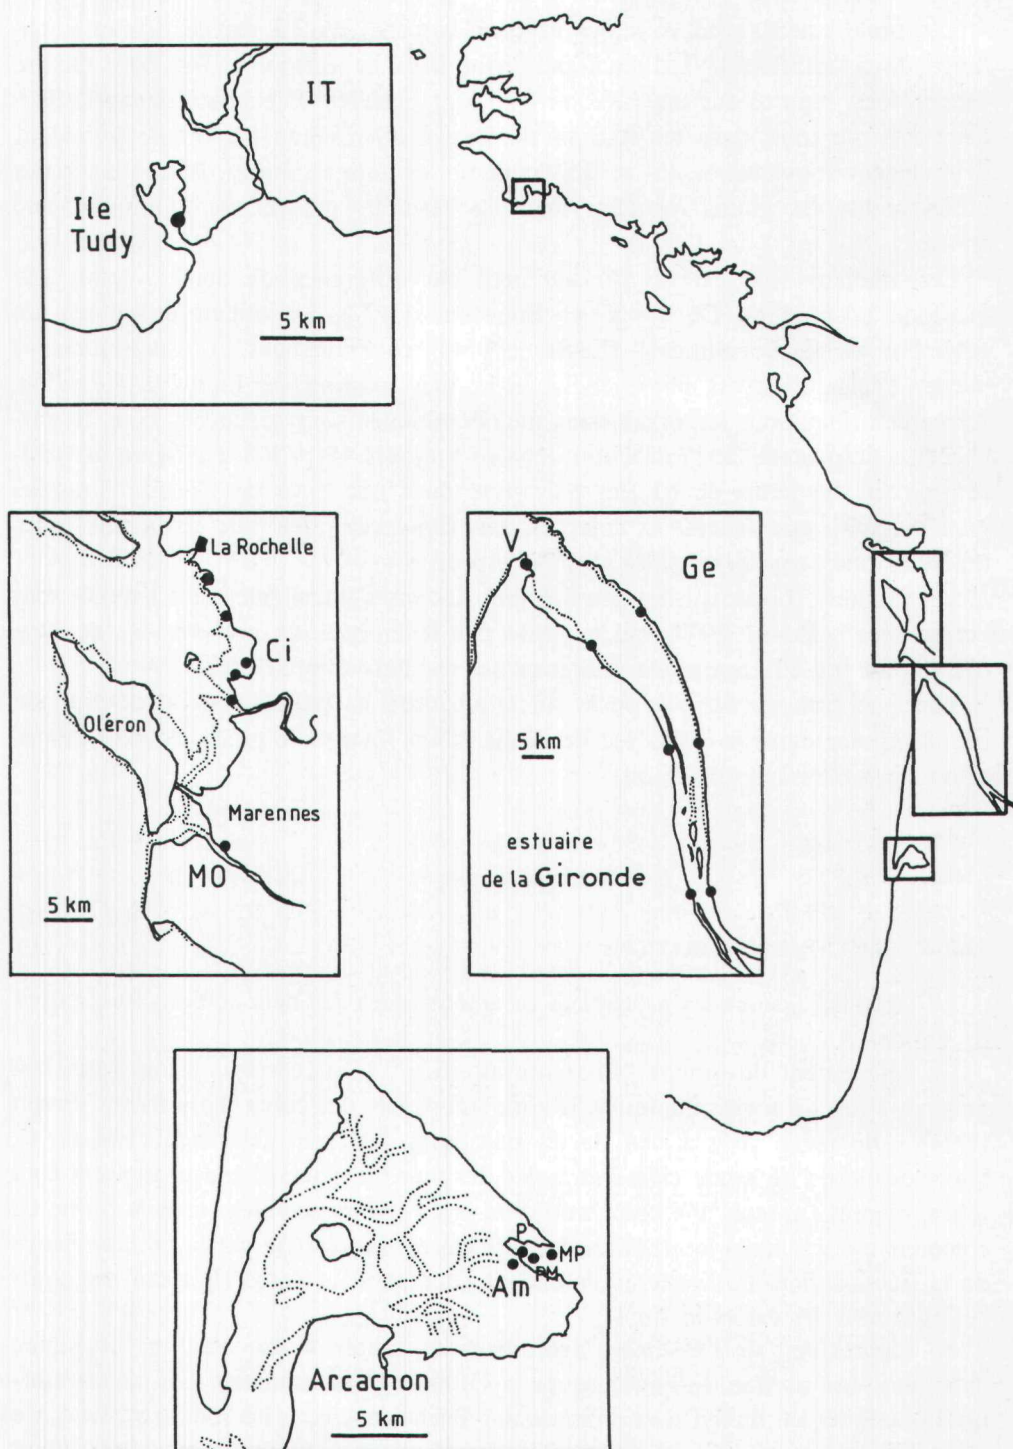 IT
Ile
Tudy
5 km
La Rochelle
Ci
Oléron
Marennes
MO
5 km
V
Ge
5 km
estuaire
de la Gironde
P
MP
PM
Am
Arcachon
5 km